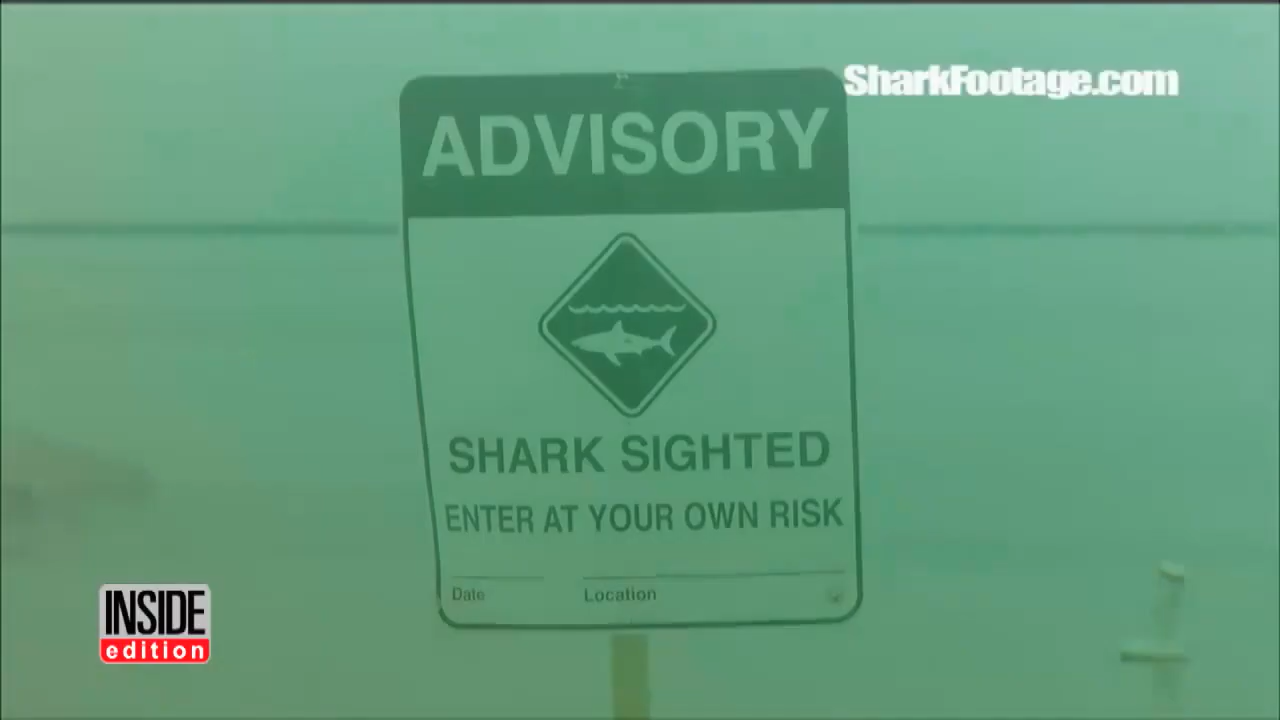 SharkFootage.com
ADVISORY
SHARK SIGHTED
ENTER AT YOUR OWN RISK
Date Location
INSIDE
edition